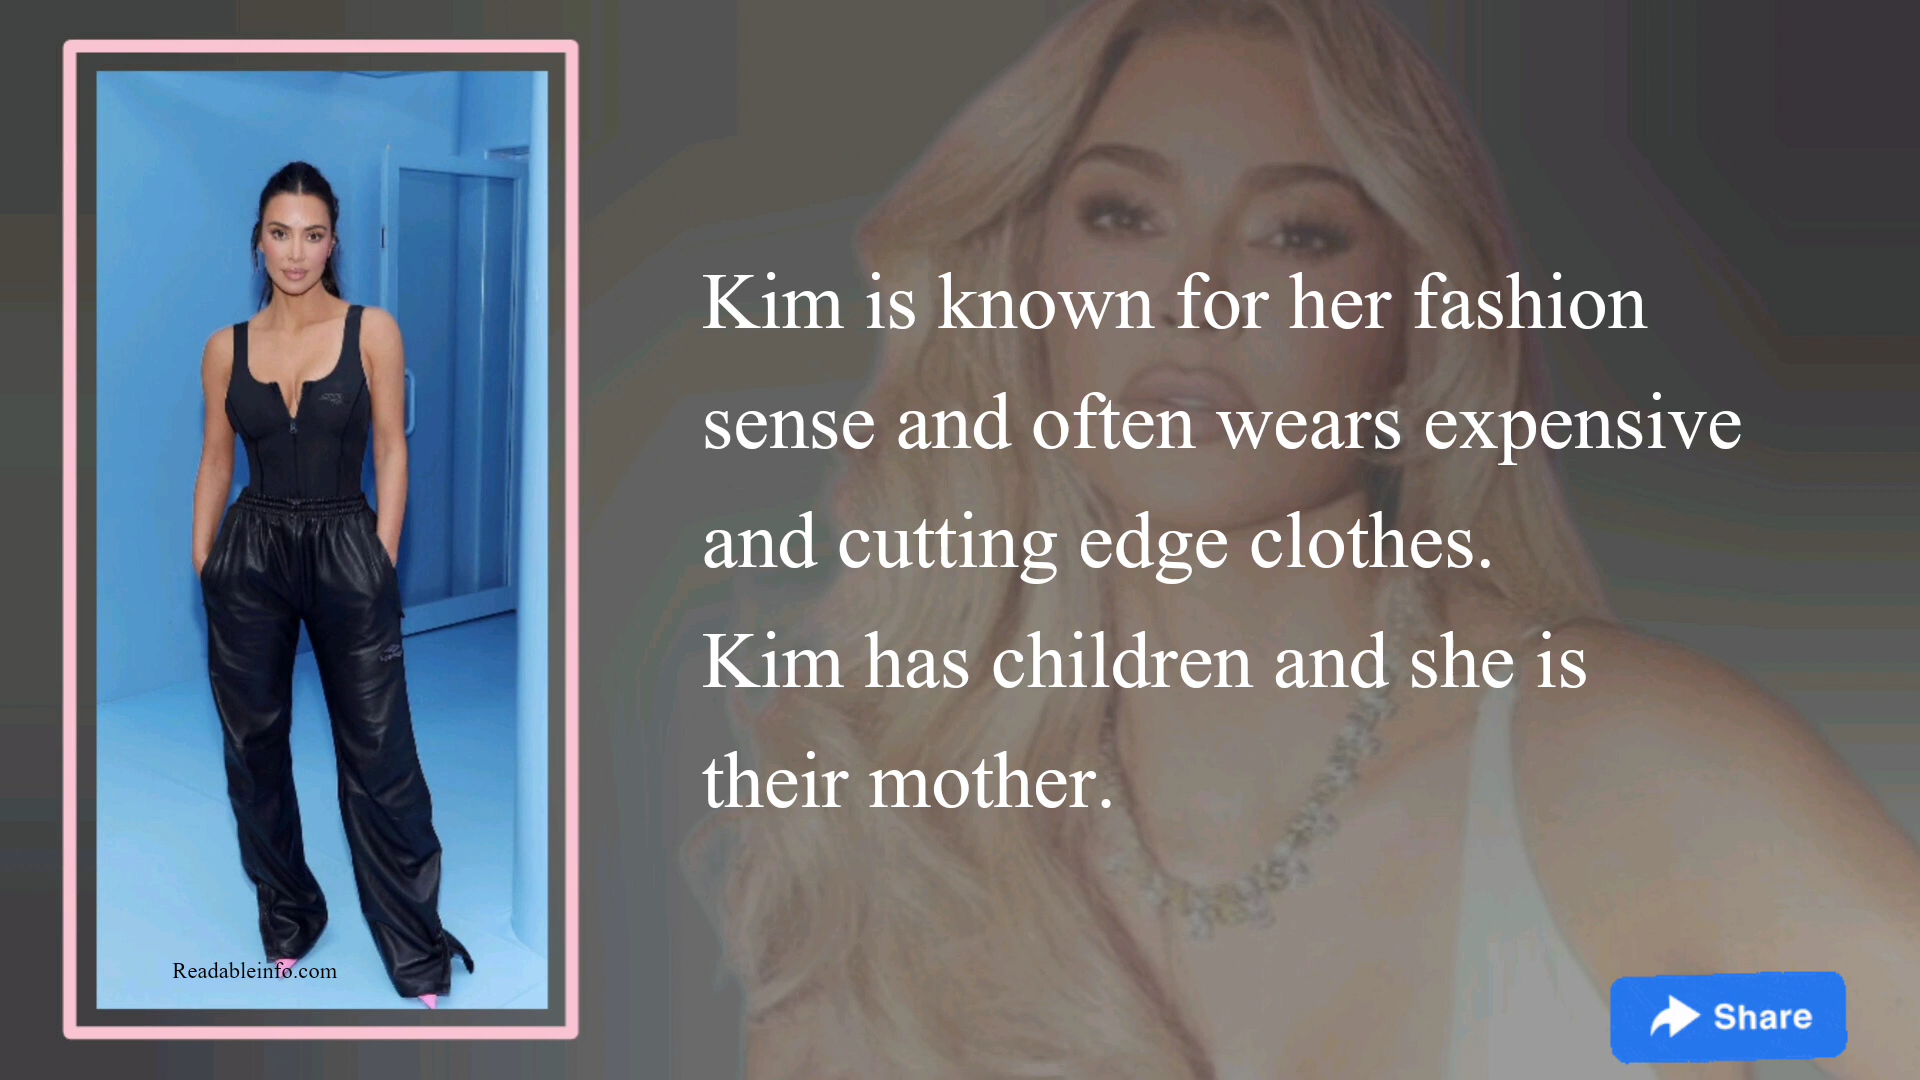 Kim is known for her fashion
sense and often wears expensive
and cutting edge clothes.
Kim has children and she is
their mother.
Readableinfo.com
Share